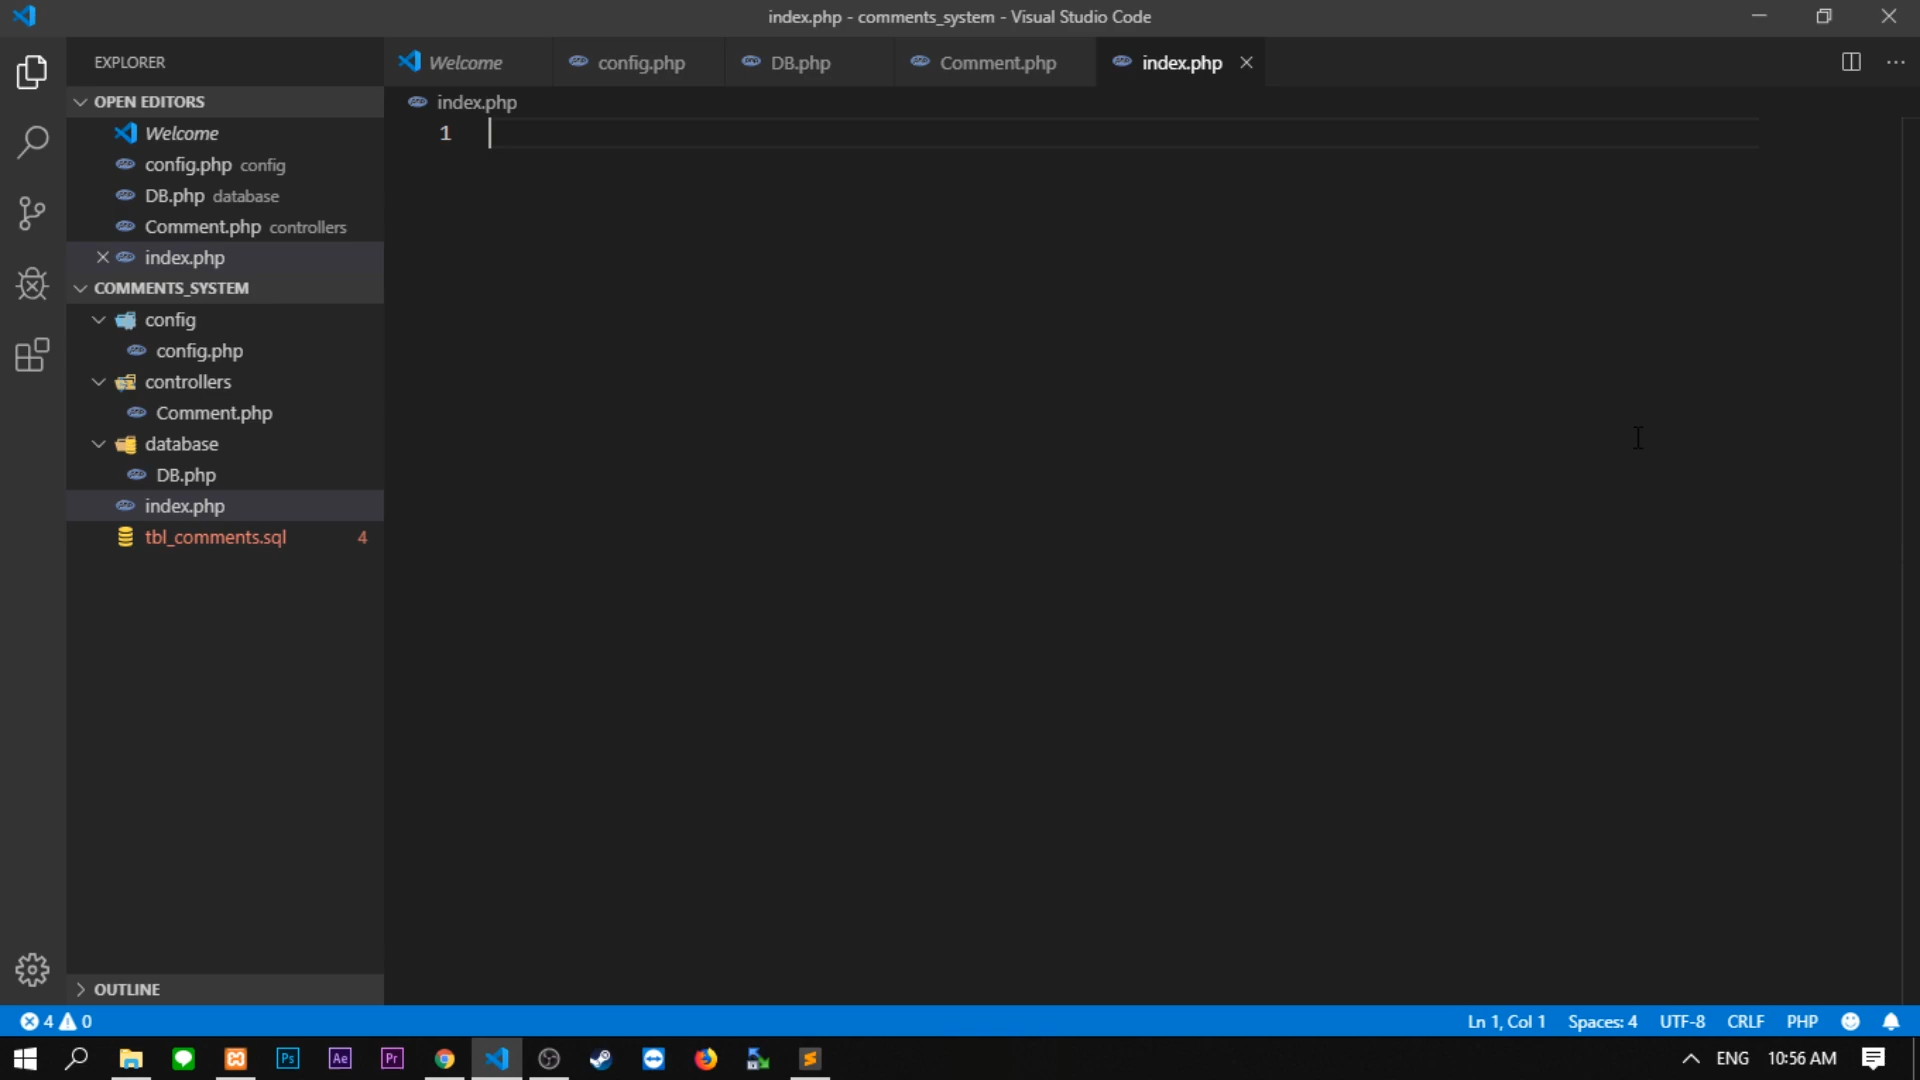 index.php - comments_system - Visual Studio Code
EXPLORER
Welcome
config.php
DB.php
Comment.php
index.php
OPEN EDITORS
Welcome
config.php config
DB.php database
Comment.php controllers
index.php
COMMENTS_SYSTEM
config
config.php
controllers
Comment.php
database
DB.php
index.php
tbl_comments.sql 4
OUTLINE
index.php
1
4 0
Ln 1, Col 1
Spaces: 4
UTF-8
CRLF
PHP
Ps
Ae
Pr
ENG
10:56 AM